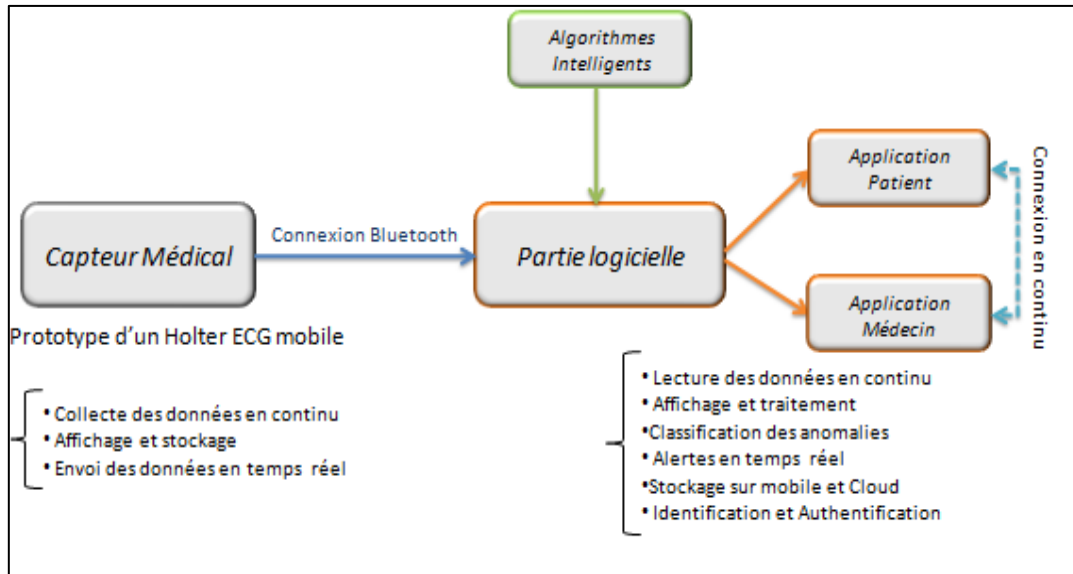 Algorithmes
Intelligents
Application
Patient
Connexion en continu
Capteur Médical
Connexion Bluetooth
Partie logicielle
Application
Médecin
Prototype d'un Holter ECG mobile
• Collecte des données en continu
• Affichage et stockage
• Envoi des données en temps réel
• Lecture des données en continu
• Affichage et traitement
• Classification des anomalies
• Alertes en temps réel
• Stockage sur mobile et Cloud
• Identification et Authentification